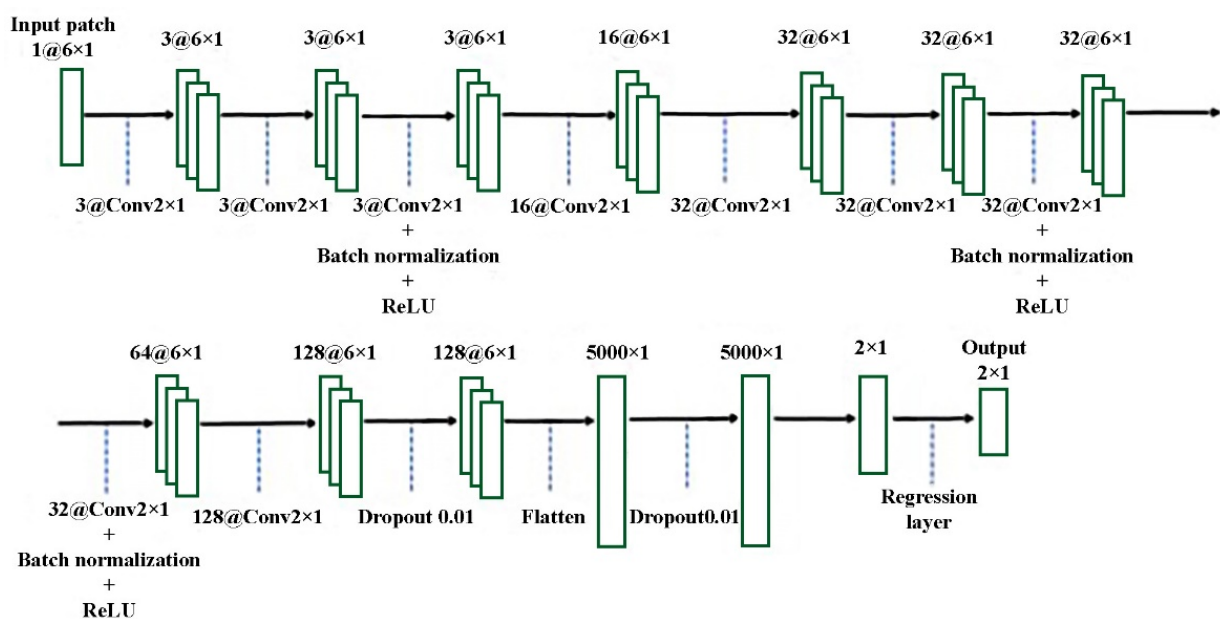 Input patch
1@6×1
3@6×1
3@6×1
3@6×1
16@6×1
32@6×1
32@6×1
32@6×1
3@Conv2×1
3@Conv2×1
3@Conv2×1
+
Batch normalization
+
ReLU
16@Conv2×1
32@Conv2×1
32@Conv2×1
32@Conv2×1
+
Batch normalization
+
ReLU
64@6×1
128@6×1
128@6×1
5000×1
5000×1
2×1
Output
2×1
32@Conv2×1
+
Batch normalization
+
ReLU
128@Conv2×1
Dropout 0.01
Flatten
Dropout0.01
Regression
layer